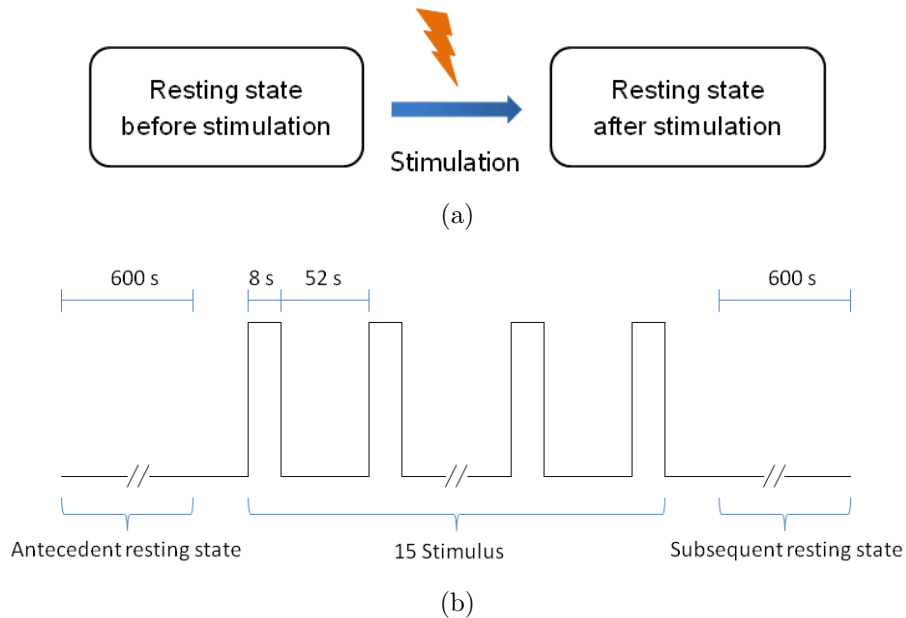 Resting state
before stimulation
Stimulation
Resting state
after stimulation
(a)
600 s
8 s
52 s
600 s
Antecedent resting state
15 Stimulus
Subsequent resting state
(b)